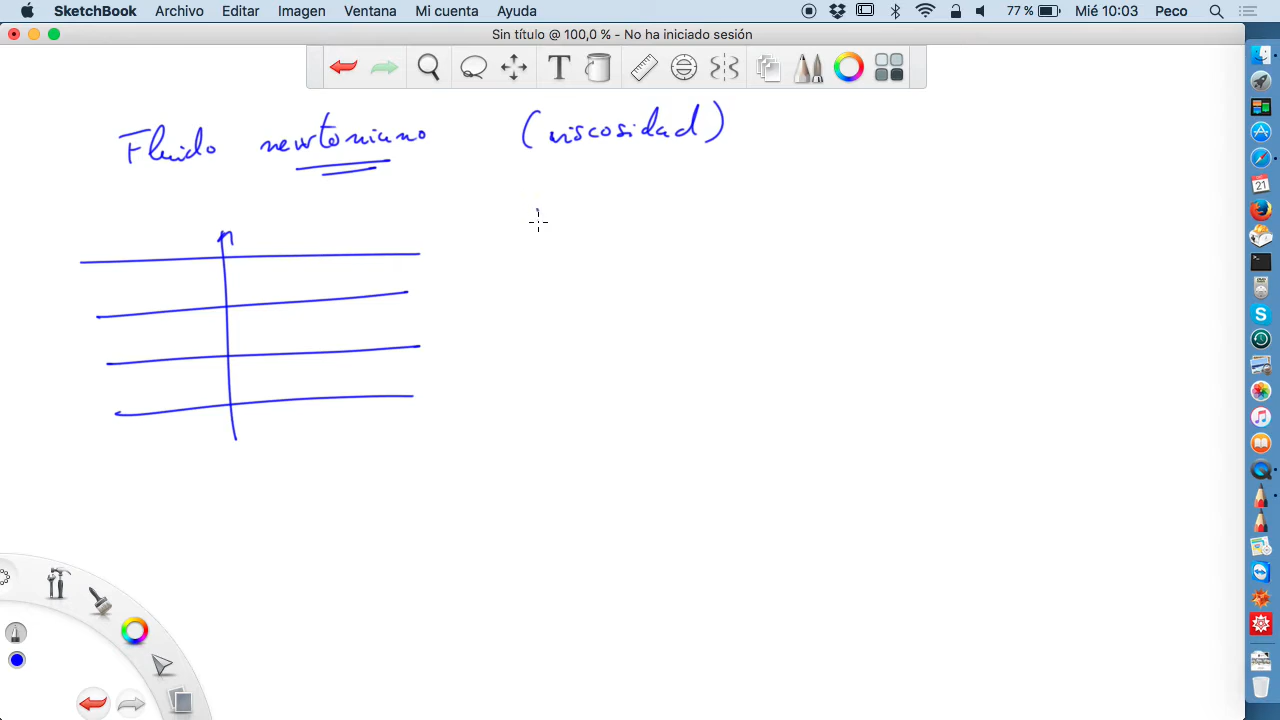 SketchBook Archivo Editar Imagen Ventana Mi cuenta Ayuda 77 % Mié 10:03 Peco
Sin título @ 100,0 % - No ha iniciado sesión
Fluido newtoniano (viscosidad)